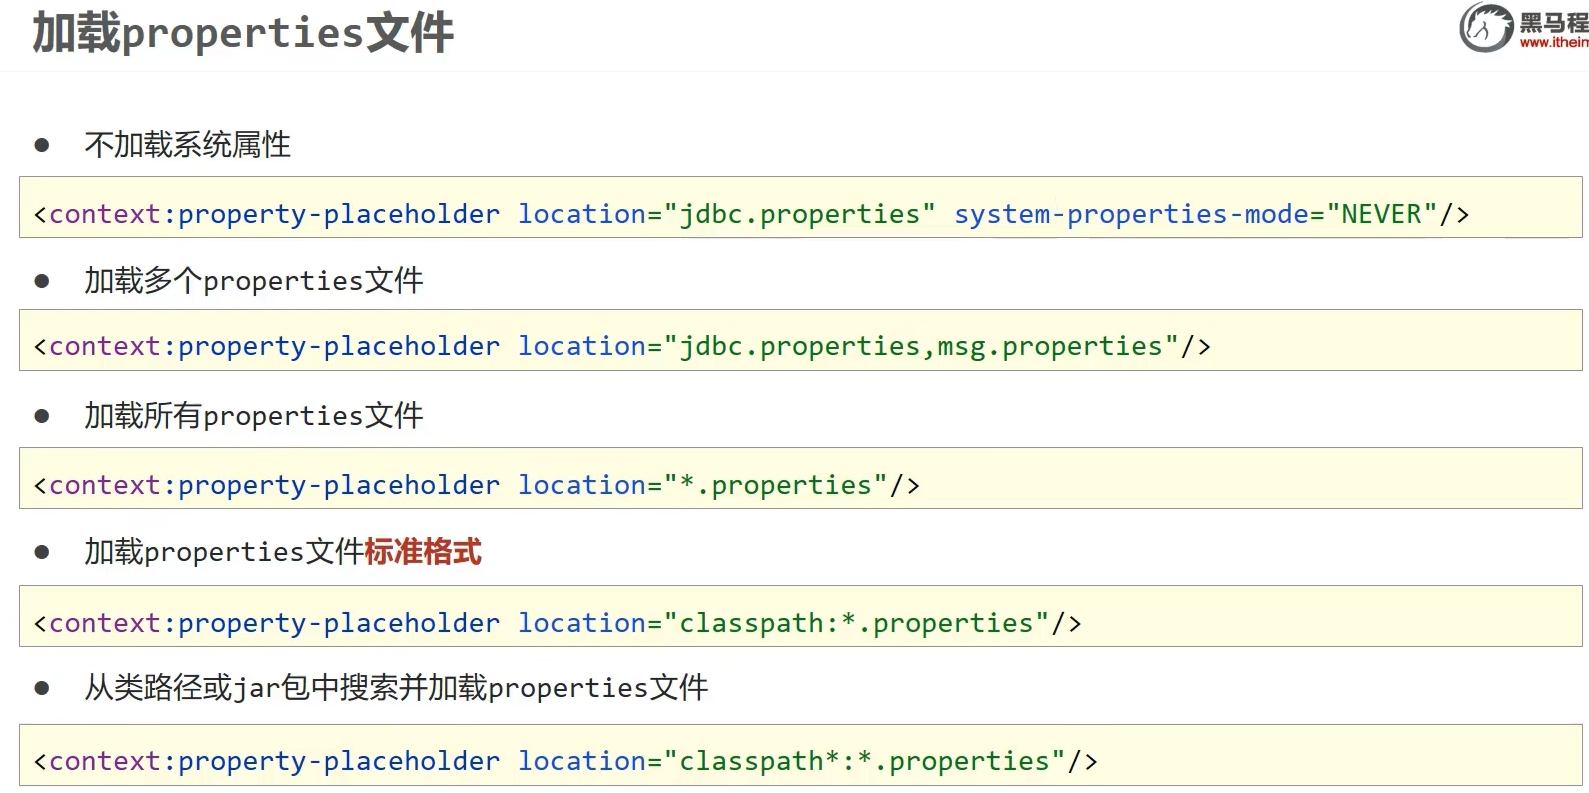 加载properties文件
黑马程
www.itheim
● 不加载系统属性
<context:property-placeholder location="jdbc.properties" system-properties-mode="NEVER"/>
● 加载多个properties文件
<context:property-placeholder location="jdbc.properties,msg.properties"/>
● 加载所有properties文件
<context:property-placeholder location="*.properties"/>
● 加载properties文件标准格式
<context:property-placeholder location="classpath:*.properties"/>
● 从类路径或jar包中搜索并加载properties文件
<context:property-placeholder location="classpath*:*.properties"/>